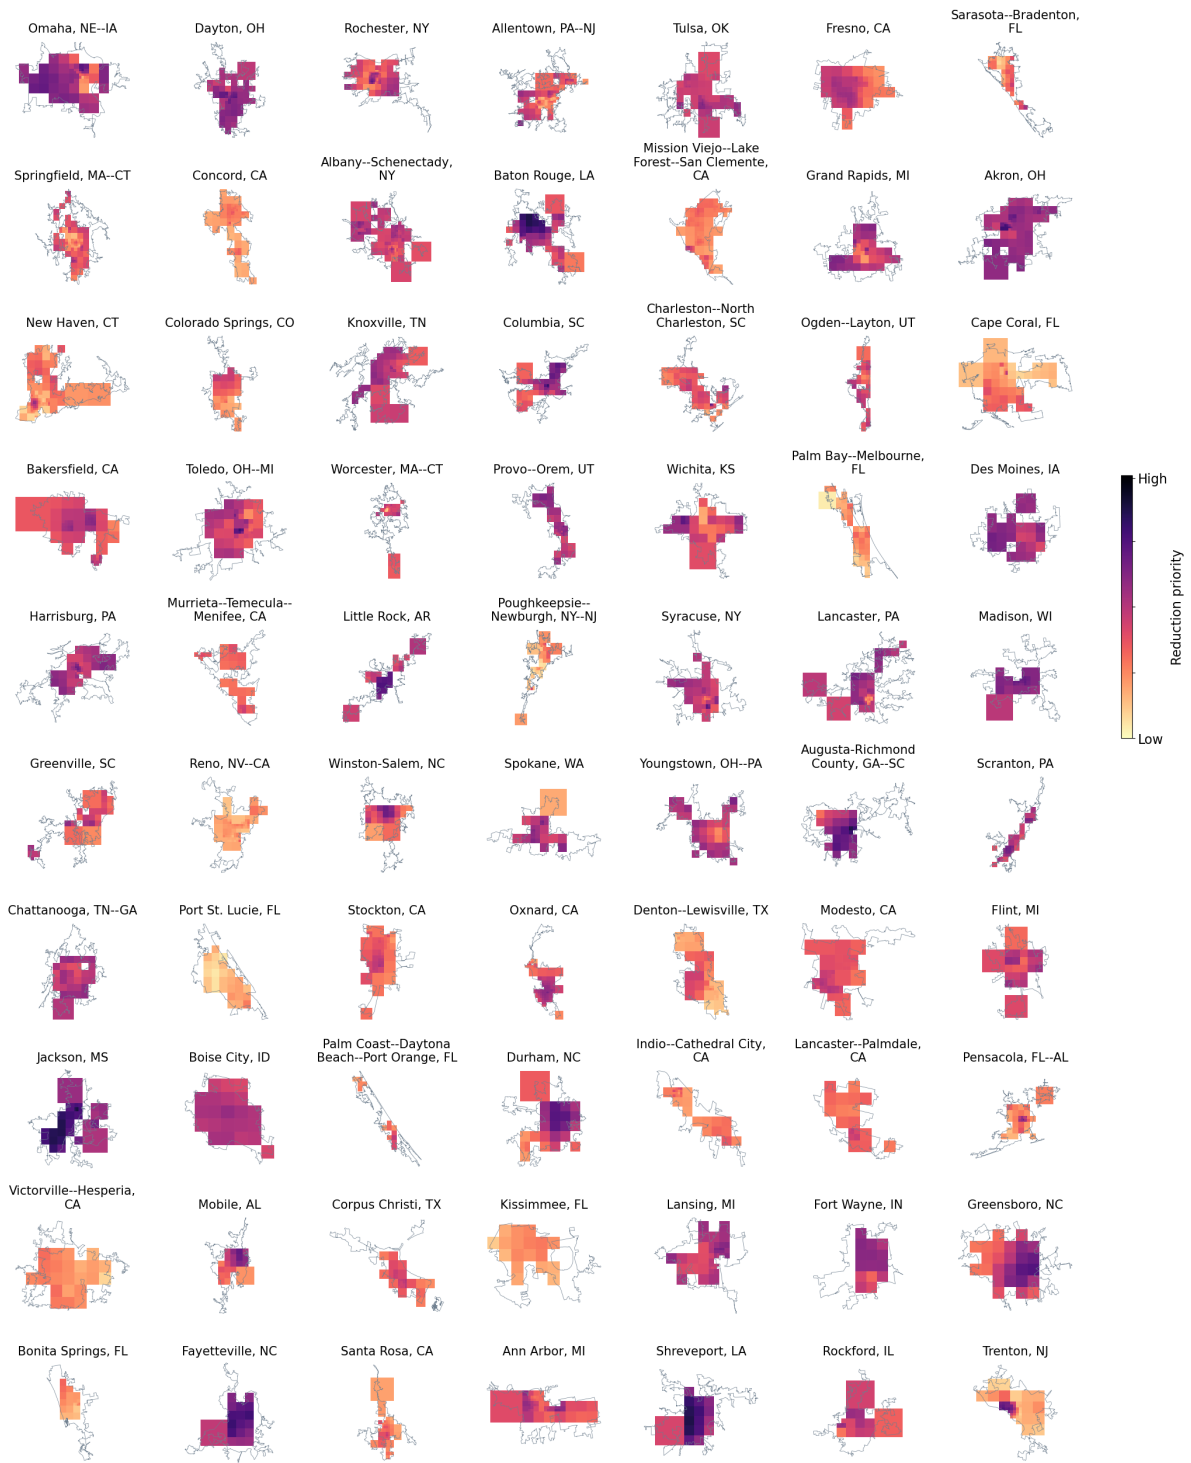 Omaha, NE--IA
Dayton, OH
Rochester, NY
Allentown, PA--NJ
Tulsa, OK
Fresno, CA
Sarasota--Bradenton,
FL
Springfield, MA--CT
Concord, CA
Albany--Schenectady,
NY
Baton Rouge, LA
Mission Viejo--Lake
Forest--San Clemente,
CA
Grand Rapids, MI
Akron, OH
New Haven, CT
Colorado Springs, CO
Knoxville, TN
Columbia, SC
Charleston--North
Charleston, SC
Ogden--Layton, UT
Cape Coral, FL
Bakersfield, CA
Toledo, OH--MI
Worcester, MA--CT
Provo--Orem, UT
Wichita, KS
Palm Bay--Melbourne,
FL
Des Moines, IA
Harrisburg, PA
Murrieta--Temecula--
Menifee, CA
Little Rock, AR
Poughkeepsie--
Newburgh, NY--NJ
Syracuse, NY
Lancaster, PA
Madison, WI
Greenville, SC
Reno, NV--CA
Winston-Salem, NC
Spokane, WA
Youngstown, OH--PA
Augusta-Richmond
County, GA--SC
Scranton, PA
Chattanooga, TN--GA
Port St. Lucie, FL
Stockton, CA
Oxnard, CA
Denton--Lewisville, TX
Modesto, CA
Flint, MI
Jackson, MS
Boise City, ID
Palm Coast--Daytona
Beach--Port Orange, FL
Durham, NC
Indio--Cathedral City,
CA
Lancaster--Palmdale,
CA
Pensacola, FL--AL
Victorville--Hesperia,
CA
Mobile, AL
Corpus Christi, TX
Kissimmee, FL
Lansing, MI
Fort Wayne, IN
Greensboro, NC
Bonita Springs, FL
Fayetteville, NC
Santa Rosa, CA
Ann Arbor, MI
Shreveport, LA
Rockford, IL
Trenton, NJ
High
Reduction priority
Low